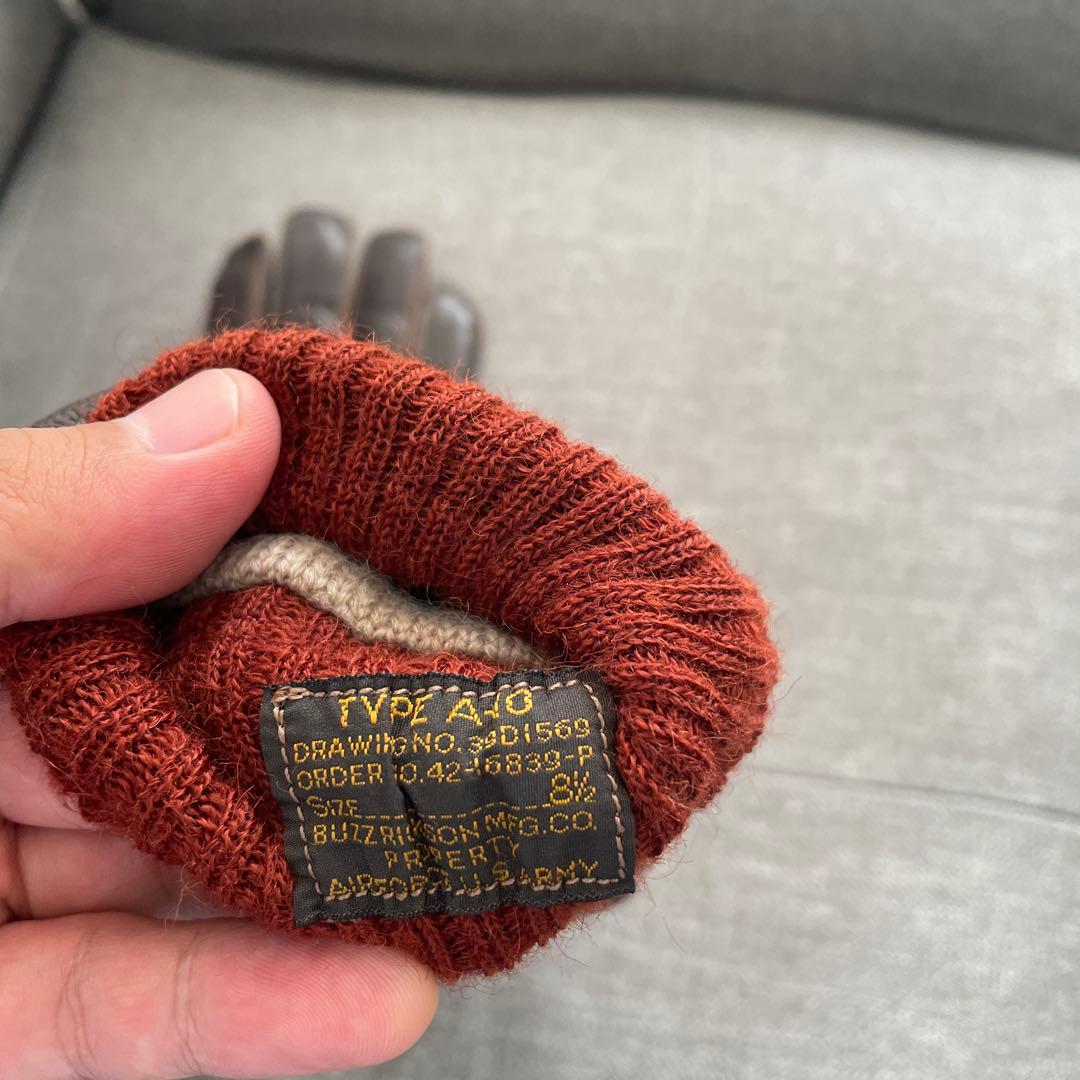 TYPE A-10
DRAWING NO. 39D1569
ORDER NO. 42-16839-P
SIZE 8½
BUZZ RICKSON MFG. CO
PROPERTY
AIR FORCE U.S. ARMY